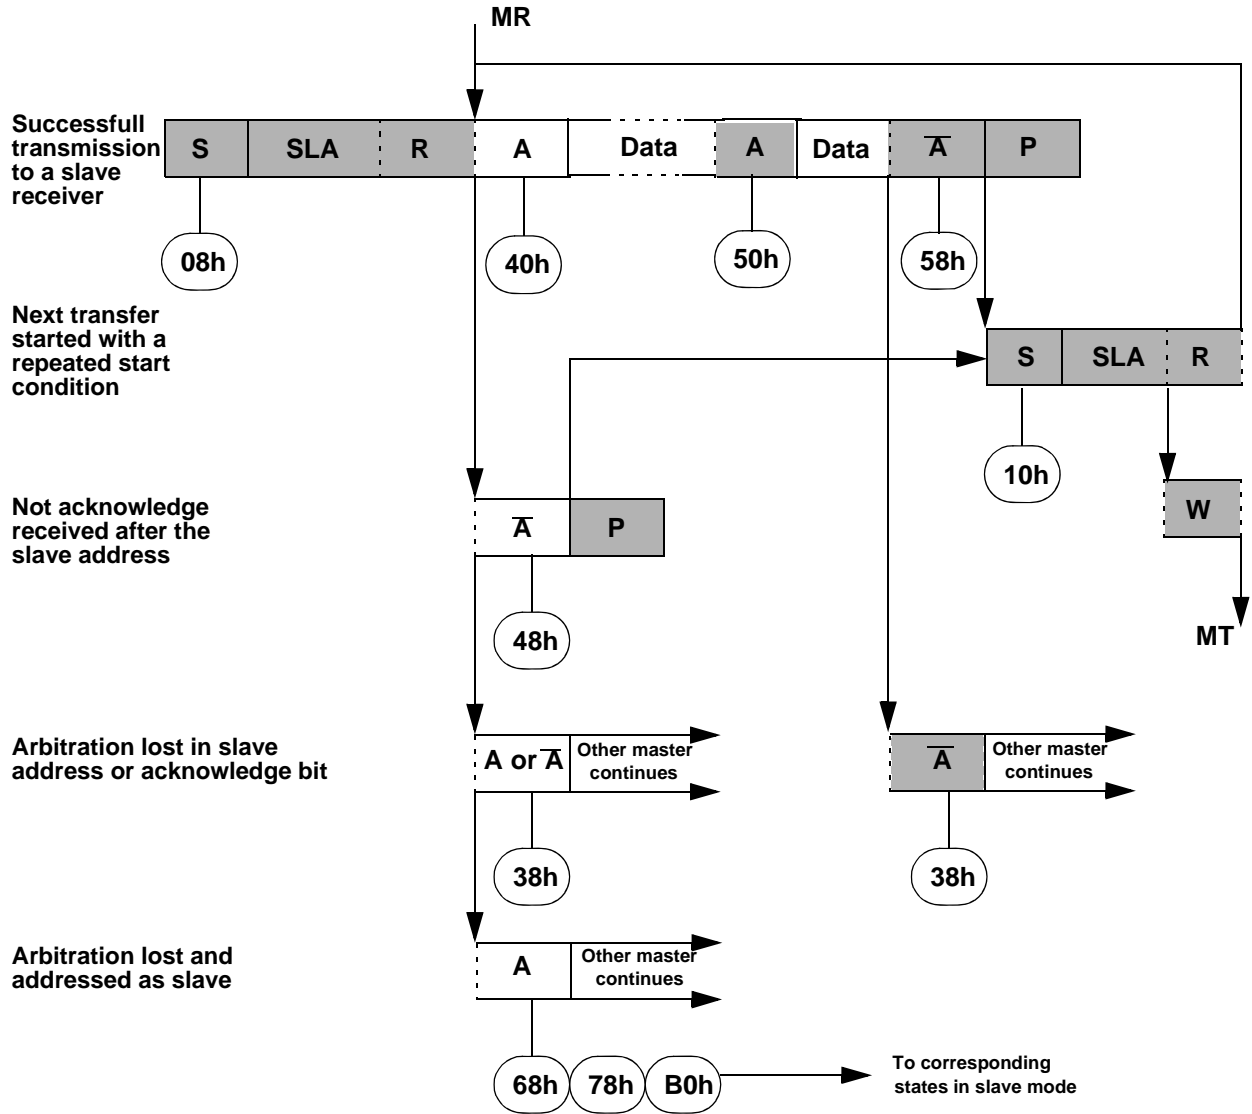 MR
Successfull
transmission
to a slave
receiver
S SLA R A Data A Data A̅ P
08h 40h 50h 58h
Next transfer
started with a
repeated start
condition
S SLA R
10h
W
MT
Not acknowledge
received after the
slave address
A̅ P
48h
Arbitration lost in slave
address or acknowledge bit
A or A̅
Other master
continues
A̅
Other master
continues
38h 38h
Arbitration lost and
addressed as slave
A
Other master
continues
68h 78h B0h
To corresponding
states in slave mode